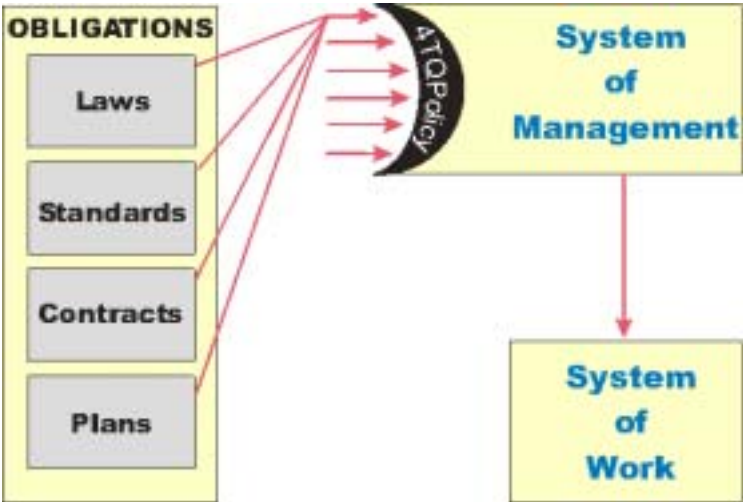 OBLIGATIONS
Laws
Standards
Contracts
Plans
4TQPolicy
System
of
Management
System
of
Work